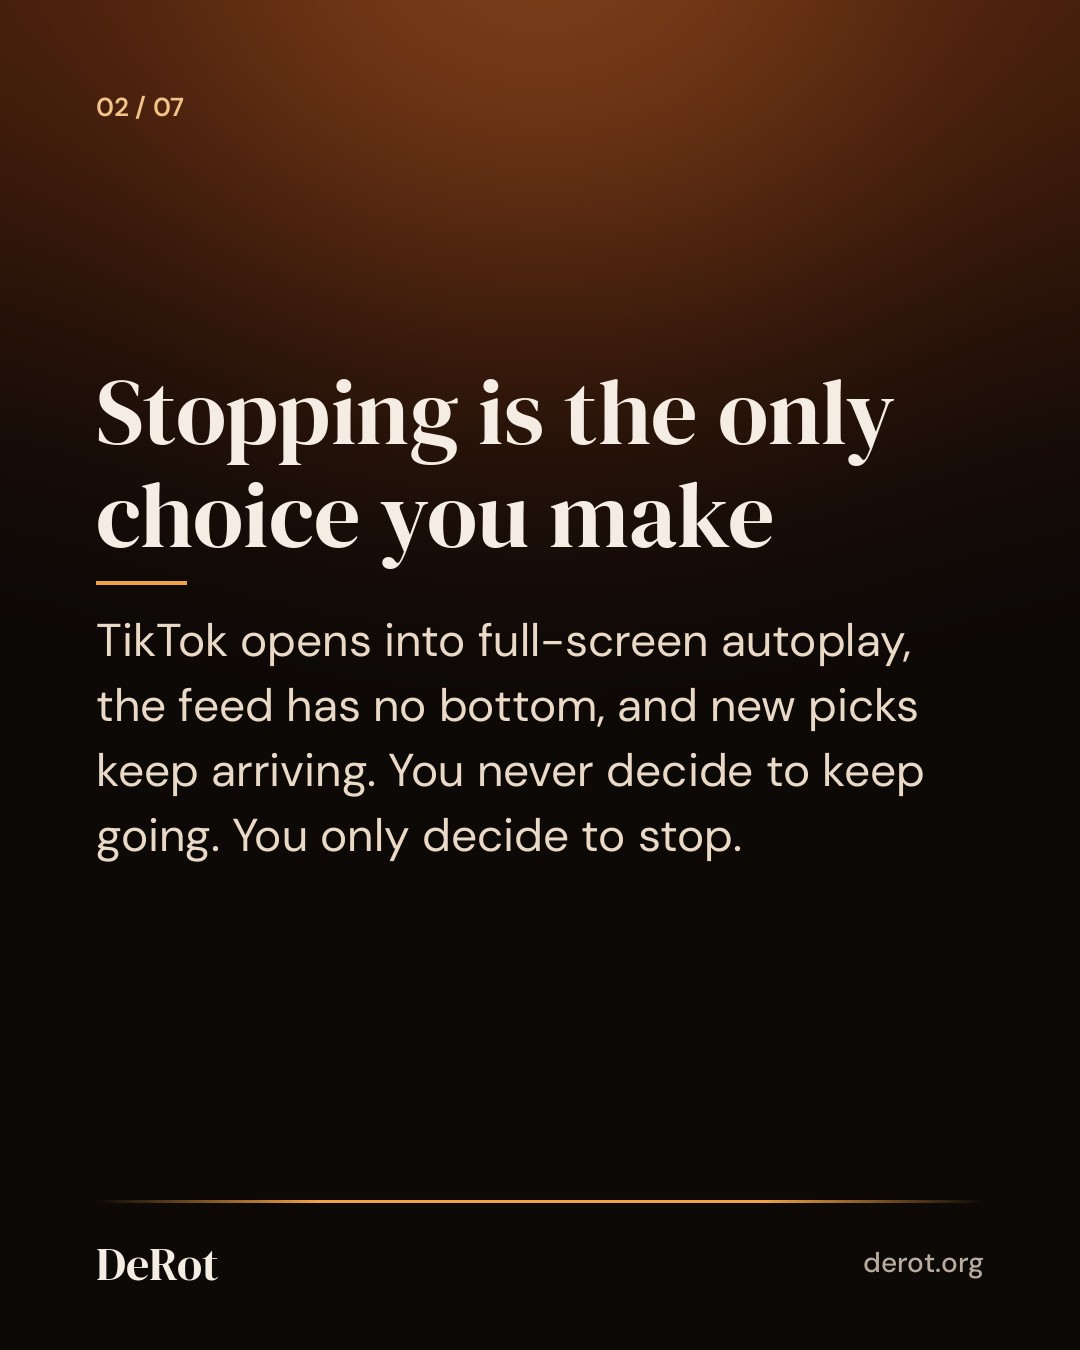 02 / 07
Stopping is the only
choice you make
TikTok opens into full-screen autoplay,
the feed has no bottom, and new picks
keep arriving. You never decide to keep
going. You only decide to stop.
DeRot
derot.org